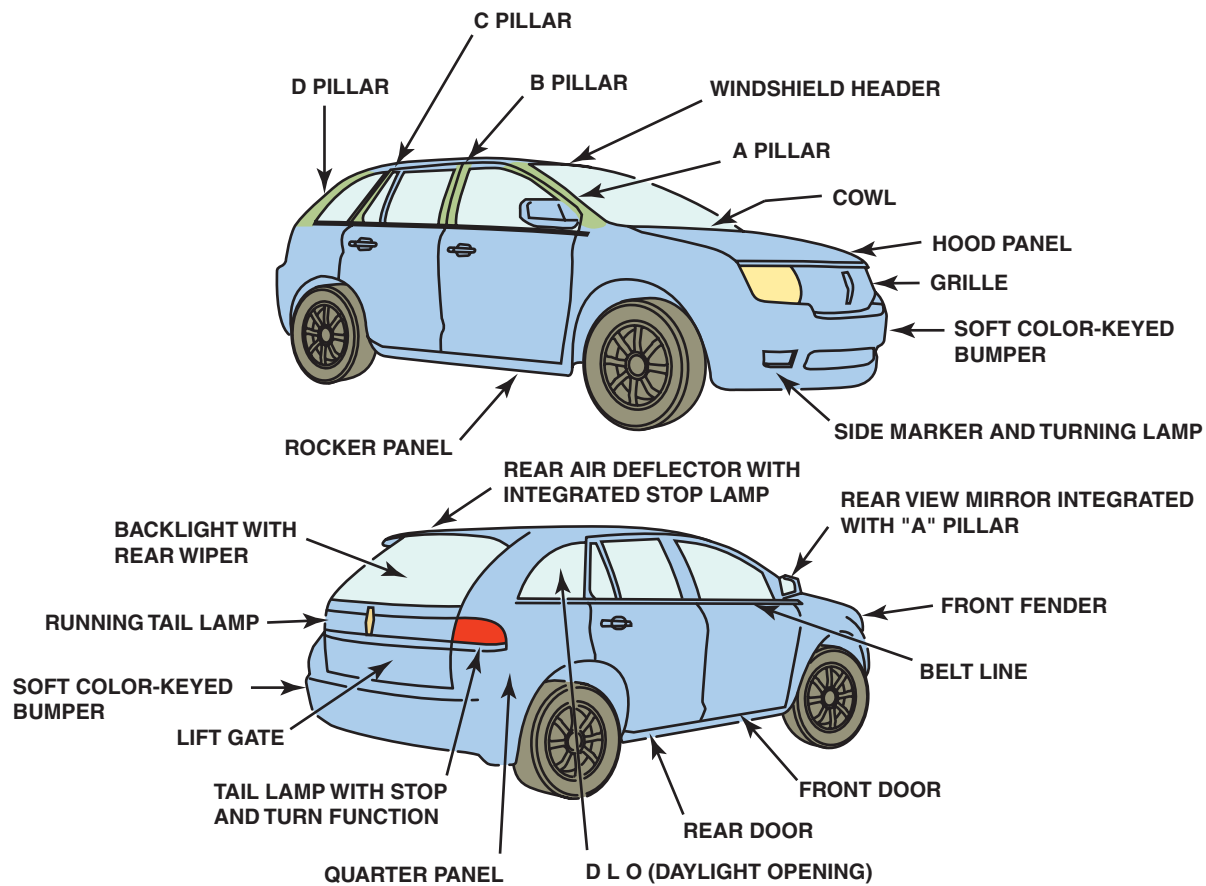 C PILLAR
D PILLAR
B PILLAR
WINDSHIELD HEADER
A PILLAR
COWL
HOOD PANEL
GRILLE
SOFT COLOR-KEYED
BUMPER
SIDE MARKER AND TURNING LAMP
ROCKER PANEL
REAR AIR DEFLECTOR WITH
INTEGRATED STOP LAMP
REAR VIEW MIRROR INTEGRATED
WITH "A" PILLAR
BACKLIGHT WITH
REAR WIPER
RUNNING TAIL LAMP
FRONT FENDER
BELT LINE
SOFT COLOR-KEYED
BUMPER
LIFT GATE
TAIL LAMP WITH STOP
AND TURN FUNCTION
FRONT DOOR
REAR DOOR
QUARTER PANEL
D L O (DAYLIGHT OPENING)